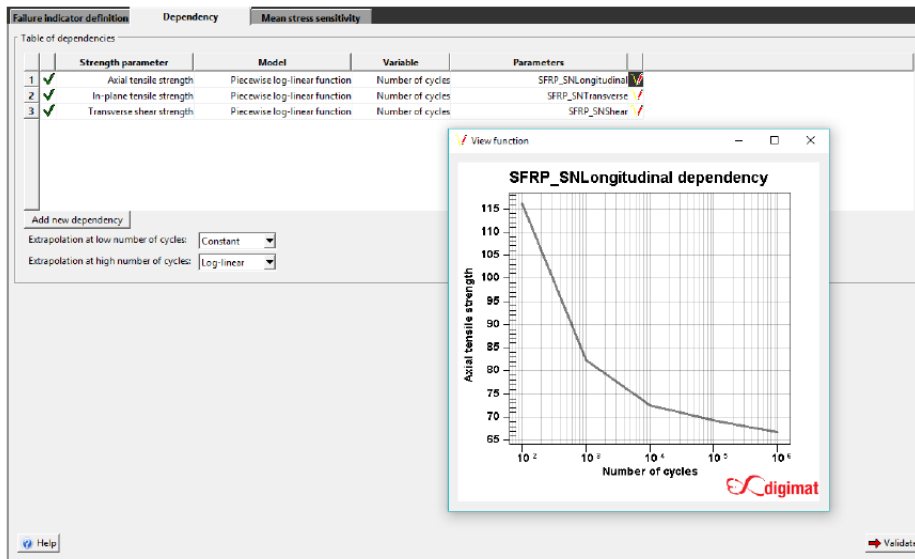 Failure indicator definition Dependency Mean stress sensitivity
Table of dependencies
Strength parameter Model Variable Parameters
1 Axial tensile strength Piecewise log-linear function Number of cycles SFRP_SNLongitudinal
2 In-plane tensile strength Piecewise log-linear function Number of cycles SFRP_SNTransverse
3 Transverse shear strength Piecewise log-linear function Number of cycles SFRP_SNShear
Add new dependency
Extrapolation at low number of cycles: Constant
Extrapolation at high number of cycles: Log-linear
View function
SFRP_SNLongitudinal dependency
Axial tensile strength
115
110
105
100
95
90
85
80
75
70
65
10 2 10 3 10 4 10 5 10 6
Number of cycles
digimat
Help
Validate